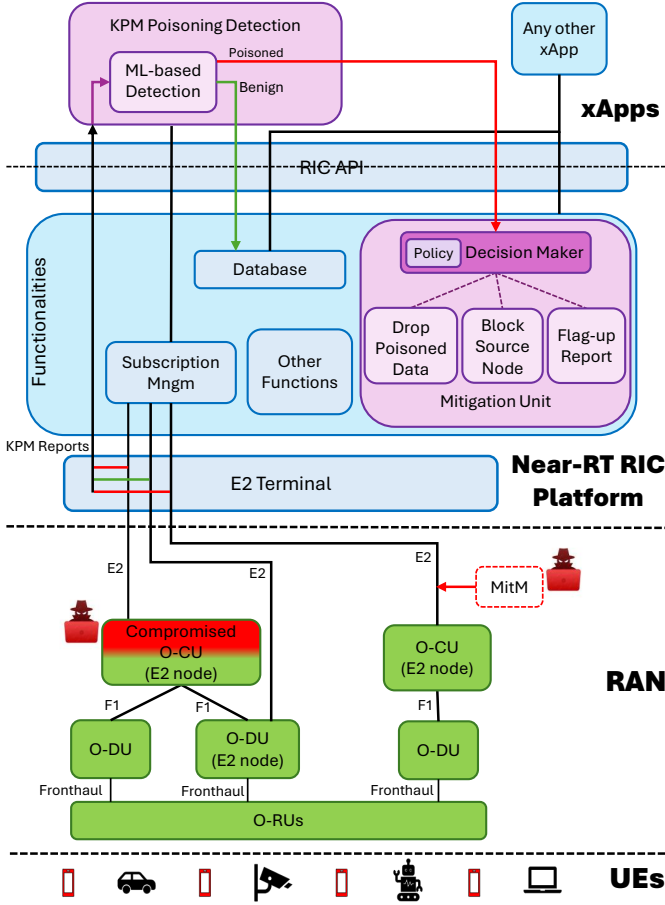 KPM Poisoning Detection
Any other
xApp
Poisoned
ML-based
Detection
Benign
xApps
RIC API
Functionalities
Policy
Decision Maker
Database
Drop
Poisoned
Data
Block
Source
Node
Flag-up
Report
Subscription
Mngm
Other
Functions
Mitigation Unit
KPM Reports
E2 Terminal
Near-RT RIC
Platform
E2
E2
E2
MitM
Compromised
O-CU
(E2 node)
O-CU
(E2 node)
RAN
F1
F1
F1
O-DU
O-DU
(E2 node)
O-DU
Fronthaul
Fronthaul
Fronthaul
O-RUs
UEs